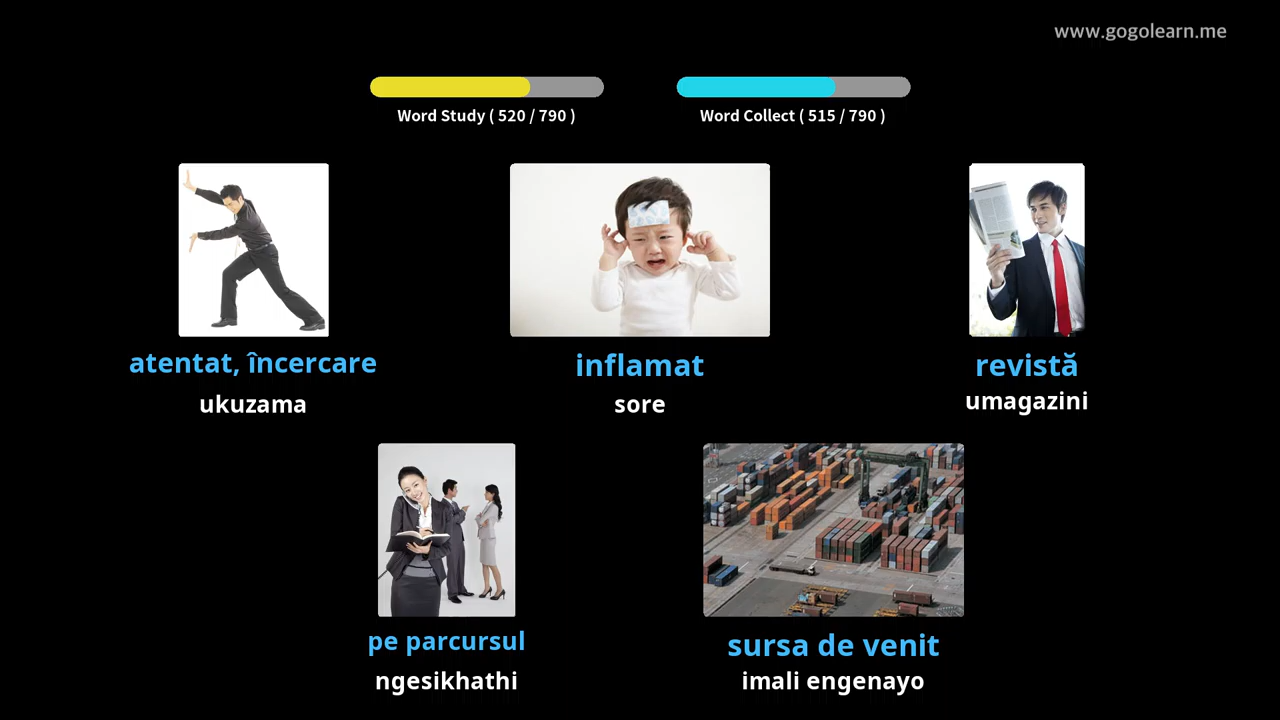 www.gogolearn.me
Word Study ( 520 / 790 )
Word Collect ( 515 / 790 )
atentat, încercare
ukuzama
inflamat
sore
revistă
umagazini
pe parcursul
ngesikhathi
sursa de venit
imali engenayo